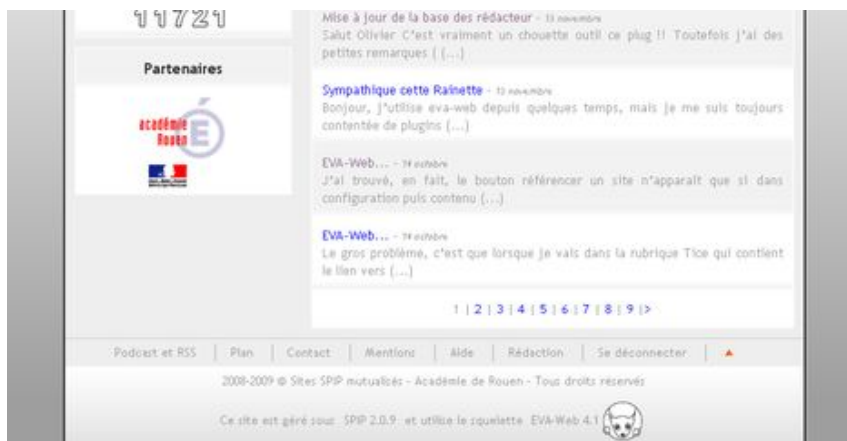 11721
Partenaires
académie
Rouen
Mise à jour de la base des rédacteur - 13 novembre
Salut Olivier C'est vraiment un chouette outil ce plug !! Toutefois j'ai des
petites remarques ( (...)
Sympathique cette Rainette - 13 novembre
Bonjour, j'utilise eva-web depuis quelques temps, mais je me suis toujours
contentée de plugins (...)
EVA-Web... - 14 octobre
J'ai trouvé, en fait, le bouton référencer un site n'apparaît que si dans
configuration puis contenu (...)
EVA-Web... - 14 octobre
Le gros problème, c'est que lorsque je vais dans la rubrique Tice qui contient
le lien vers (...)
1 | 2 | 3 | 4 | 5 | 6 | 7 | 8 | 9 |>
Podcast et RSS | Plan | Contact | Mentions | Aide | Rédaction | Se déconnecter |
2008-2009 © Sites SPIP mutualisés - Académie de Rouen - Tous droits réservés
Ce site est géré sous SPIP 2.0.9 et utilise le squelette EVA-Web 4.1